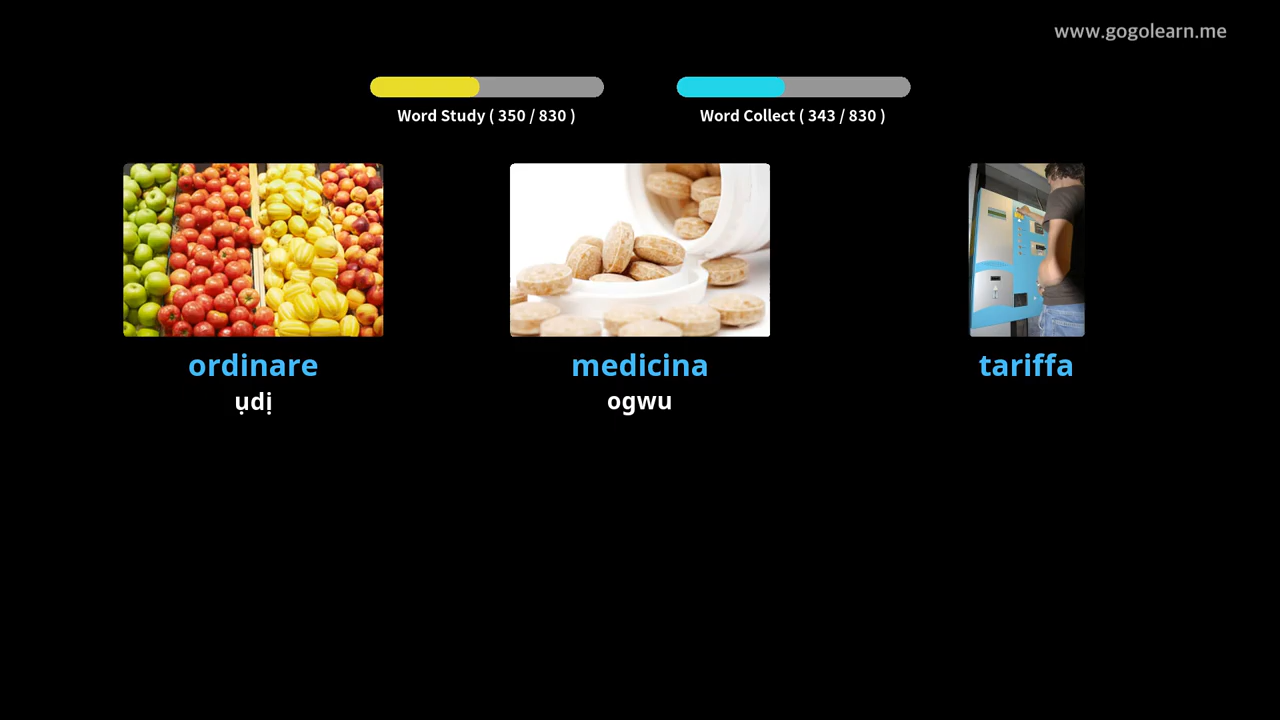 www.gogolearn.me
Word Study ( 350 / 830 )
Word Collect ( 343 / 830 )
ordinare
ụdị
medicina
ogwu
tariffa